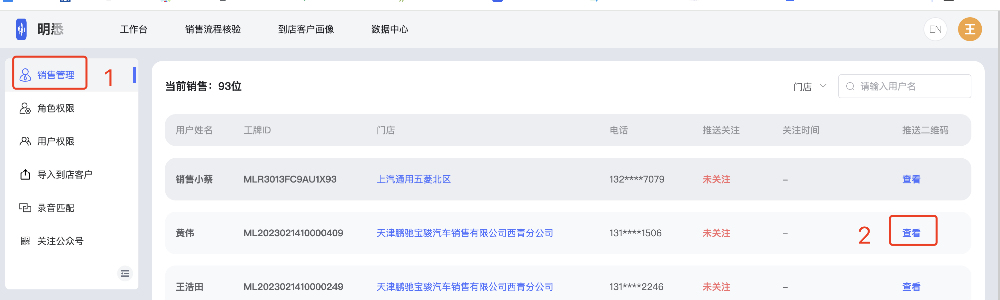 明悉 工作台 销售流程核验 到店客户画像 数据中心 EN 王
销售管理 1
角色权限
用户权限
导入到店客户
录音匹配
关注公众号
当前销售：93位 门店 请输入用户名
用户姓名 工牌ID 门店 电话 推送关注 关注时间 推送二维码
销售小蔡 MLR3013FC9AU1X93 上汽通用五菱北区 132****7079 未关注 – 查看
黄伟 ML2023021410000409 天津鹏驰宝骏汽车销售有限公司西青分公司 131****1506 未关注 – 2 查看
王浩田 ML2023021410000249 天津鹏驰宝骏汽车销售有限公司西青分公司 131****2246 未关注 – 查看